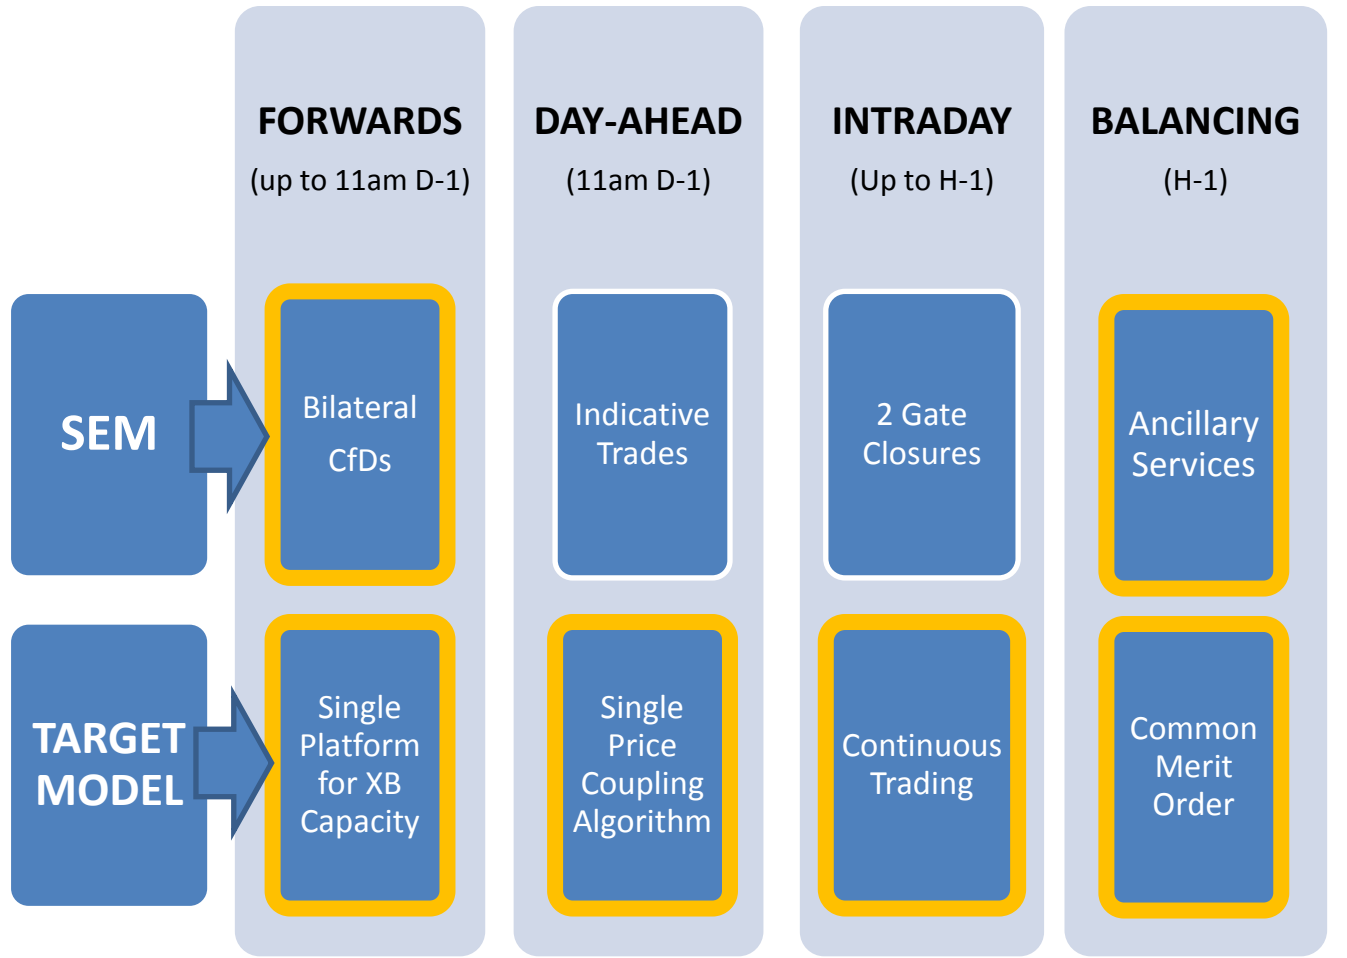 FORWARDS
(up to 11am D-1)
DAY-AHEAD
(11am D-1)
INTRADAY
(Up to H-1)
BALANCING
(H-1)
SEM
Bilateral
CfDs
Indicative
Trades
2 Gate
Closures
Ancillary
Services
TARGET
MODEL
Single
Platform
for XB
Capacity
Single
Price
Coupling
Algorithm
Continuous
Trading
Common
Merit
Order